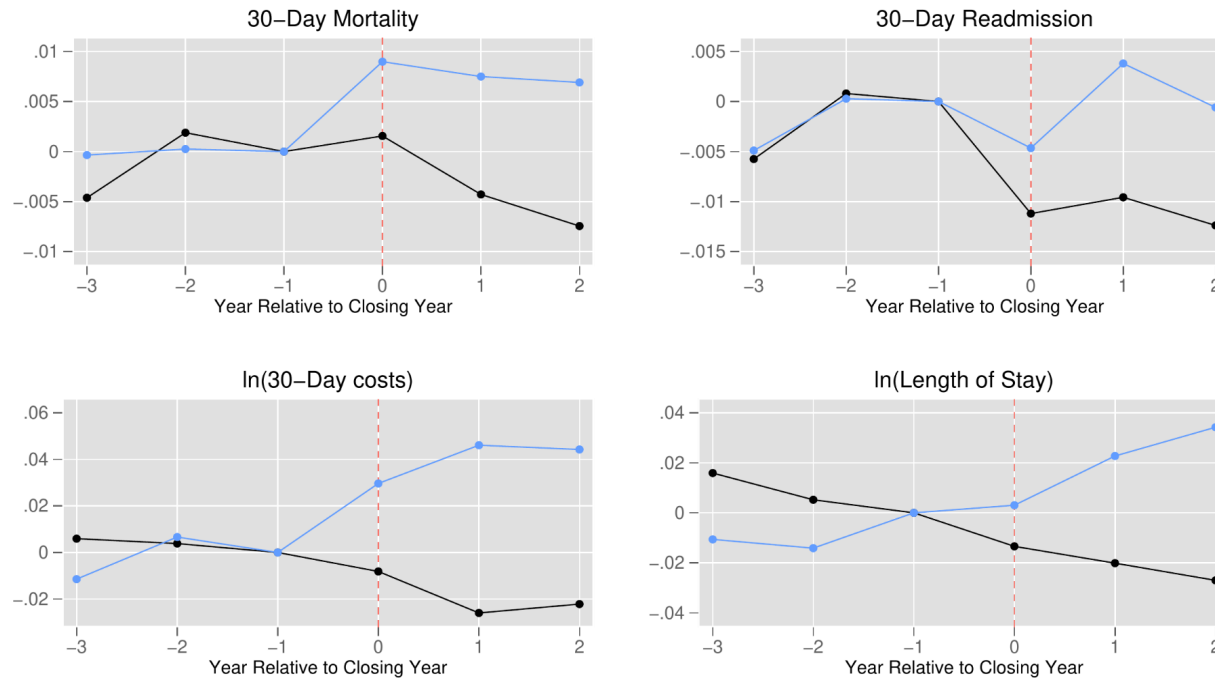 30−Day Mortality
.01
.005
0
−.005
−.01
−3 −2 −1 0 1 2
Year Relative to Closing Year
30−Day Readmission
.005
0
−.005
−.01
−.015
−3 −2 −1 0 1 2
Year Relative to Closing Year
ln(30−Day costs)
.06
.04
.02
0
−.02
−3 −2 −1 0 1 2
Year Relative to Closing Year
ln(Length of Stay)
.04
.02
0
−.02
−.04
−3 −2 −1 0 1 2
Year Relative to Closing Year